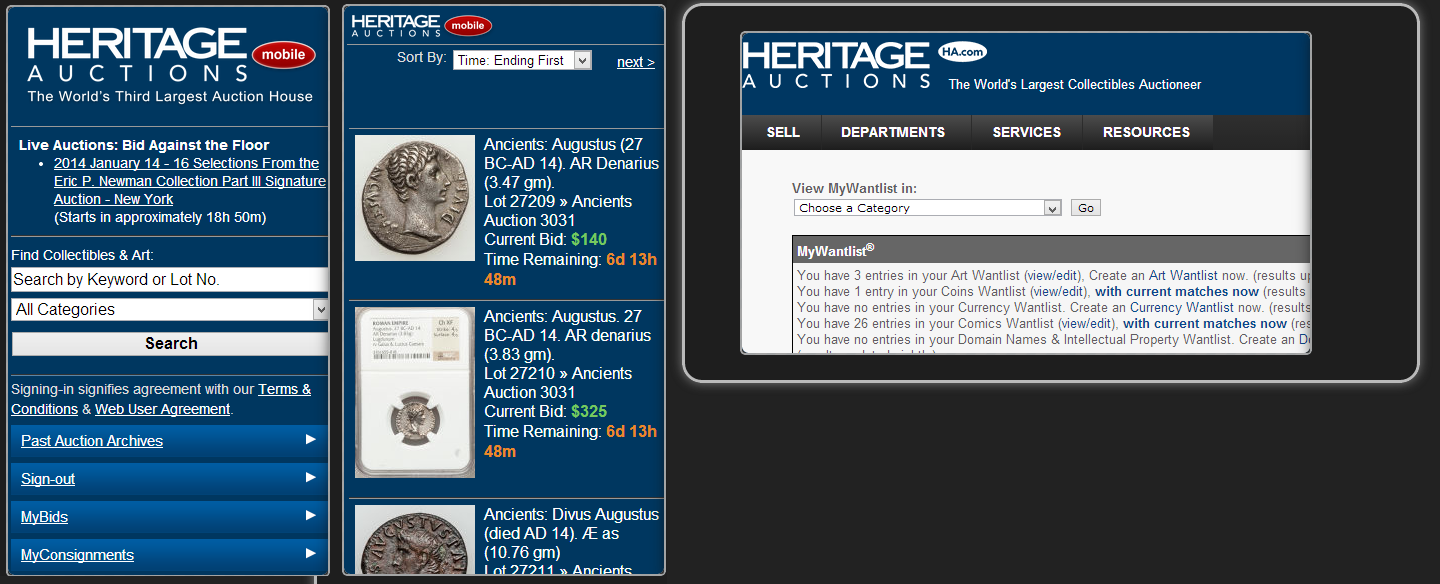 HERITAGE mobile
AUCTIONS
The World's Third Largest Auction House
Live Auctions: Bid Against the Floor
• 2014 January 14 - 16 Selections From the
Eric P. Newman Collection Part III Signature
Auction - New York
(Starts in approximately 18h 50m)
Find Collectibles & Art:
Search by Keyword or Lot No.
All Categories
Search
Signing-in signifies agreement with our Terms &
Conditions & Web User Agreement.
Past Auction Archives
Sign-out
MyBids
MyConsignments
HERITAGE mobile
AUCTIONS
Sort By: Time: Ending First next >
Ancients: Augustus (27
BC-AD 14). AR Denarius
(3.47 gm).
Lot 27209 » Ancients
Auction 3031
Current Bid: $140
Time Remaining: 6d 13h
48m
ROMAN EMPIRE Ch XF
Ancients: Augustus. 27
BC-AD 14. AR denarius
(3.83 gm).
Lot 27210 » Ancients
Auction 3031
Current Bid: $325
Time Remaining: 6d 13h
48m
Ancients: Divus Augustus
(died AD 14). Æ as
(10.76 gm)
Lot 27211 » Ancients
HERITAGE HA.com
AUCTIONS The World's Largest Collectibles Auctioneer
SELL DEPARTMENTS SERVICES RESOURCES
View MyWantlist in:
Choose a Category Go
MyWantlist®
You have 3 entries in your Art Wantlist (view/edit), Create an Art Wantlist now. (results up
You have 1 entry in your Coins Wantlist (view/edit), with current matches now (results
You have no entries in your Currency Wantlist. Create an Currency Wantlist now. (results
You have 26 entries in your Comics Wantlist (view/edit), with current matches now (res
You have no entries in your Domain Names & Intellectual Property Wantlist. Create an Do